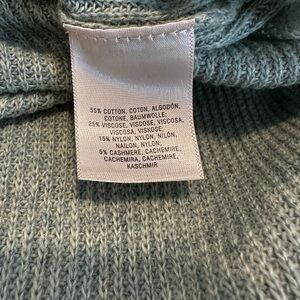 55% COTTON, COTON, ALGODÓN,
COTONE, BAUMWOLLE:
25% VISCOSE, VISCOSE, VISCOSA,
VISCOSA, VISKOSE;
15% NYLON, NYLON, NILÓN,
NAILON, NYLON;
5% CASHMERE, CACHEMIRE,
CACHEMIRA, CACHEMIRE,
KASCHMIR